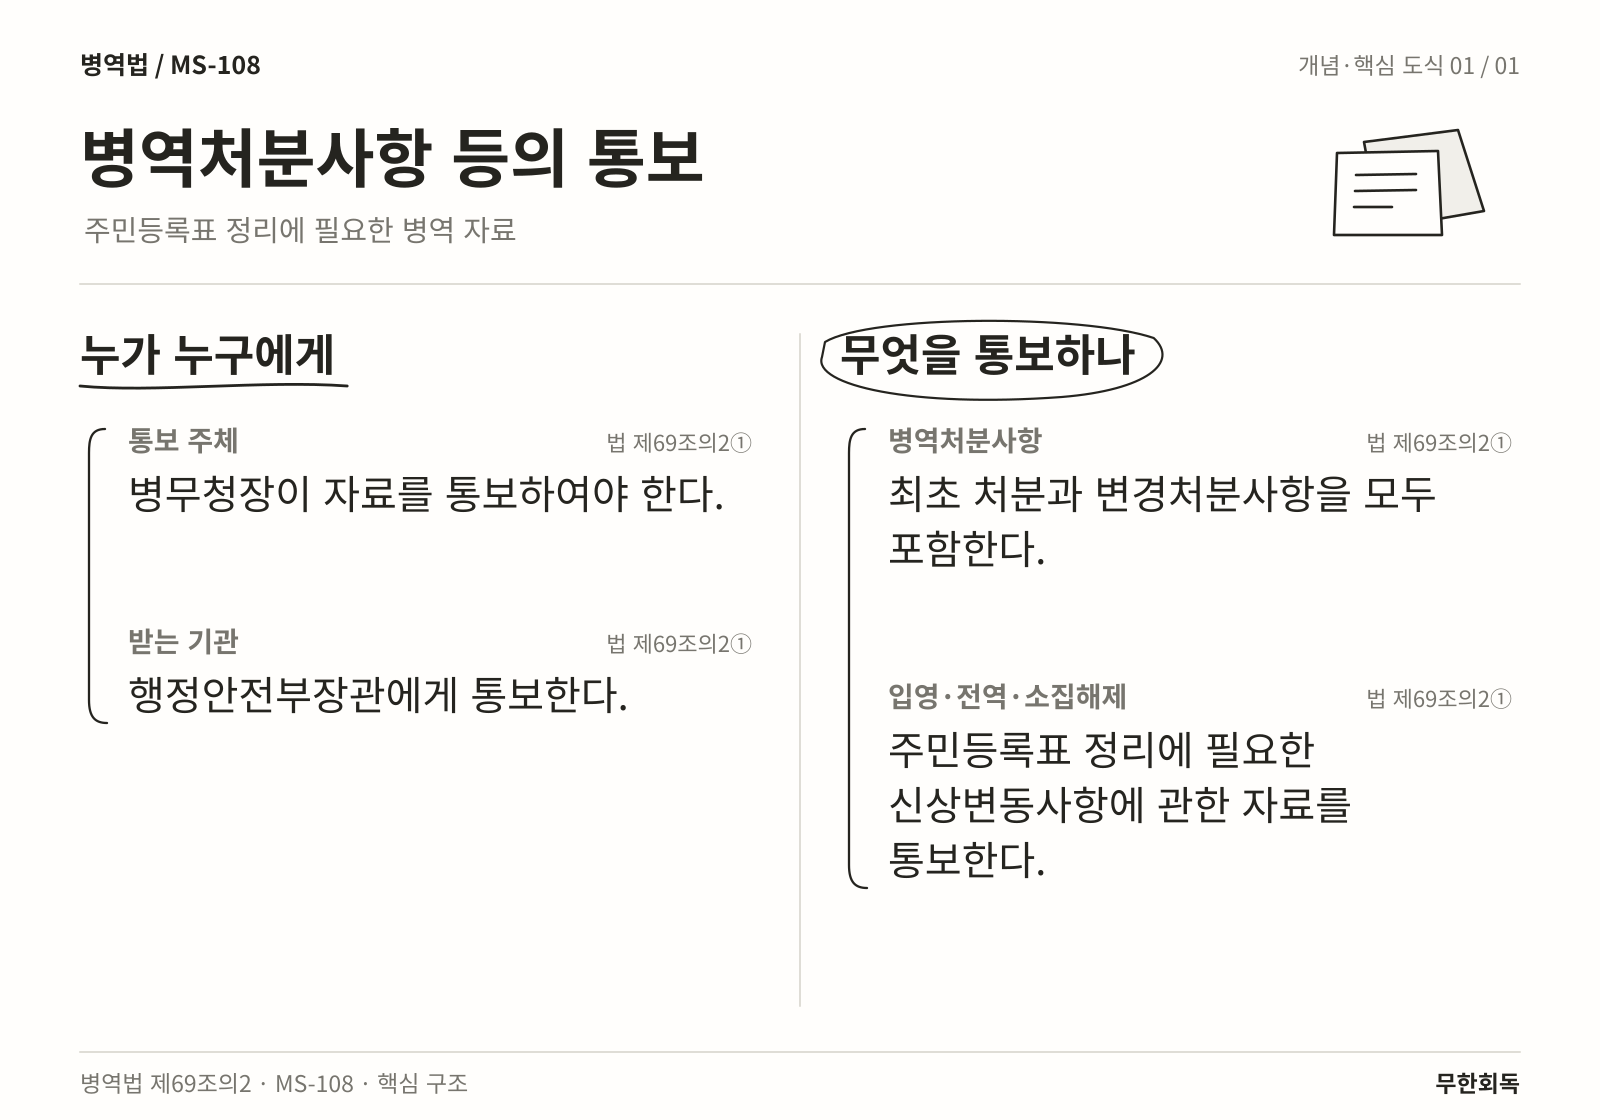 병역법 / MS-108
개념·핵심 도식 01 / 01
병역처분사항 등의 통보
주민등록표 정리에 필요한 병역 자료
누가 누구에게
통보 주체
법 제69조의2①
병무청장이 자료를 통보하여야 한다.
받는 기관
법 제69조의2①
행정안전부장관에게 통보한다.
무엇을 통보하나
병역처분사항
법 제69조의2①
최초 처분과 변경처분사항을 모두
포함한다.
입영·전역·소집해제
법 제69조의2①
주민등록표 정리에 필요한
신상변동사항에 관한 자료를
통보한다.
병역법 제69조의2 · MS-108 · 핵심 구조
무한회독